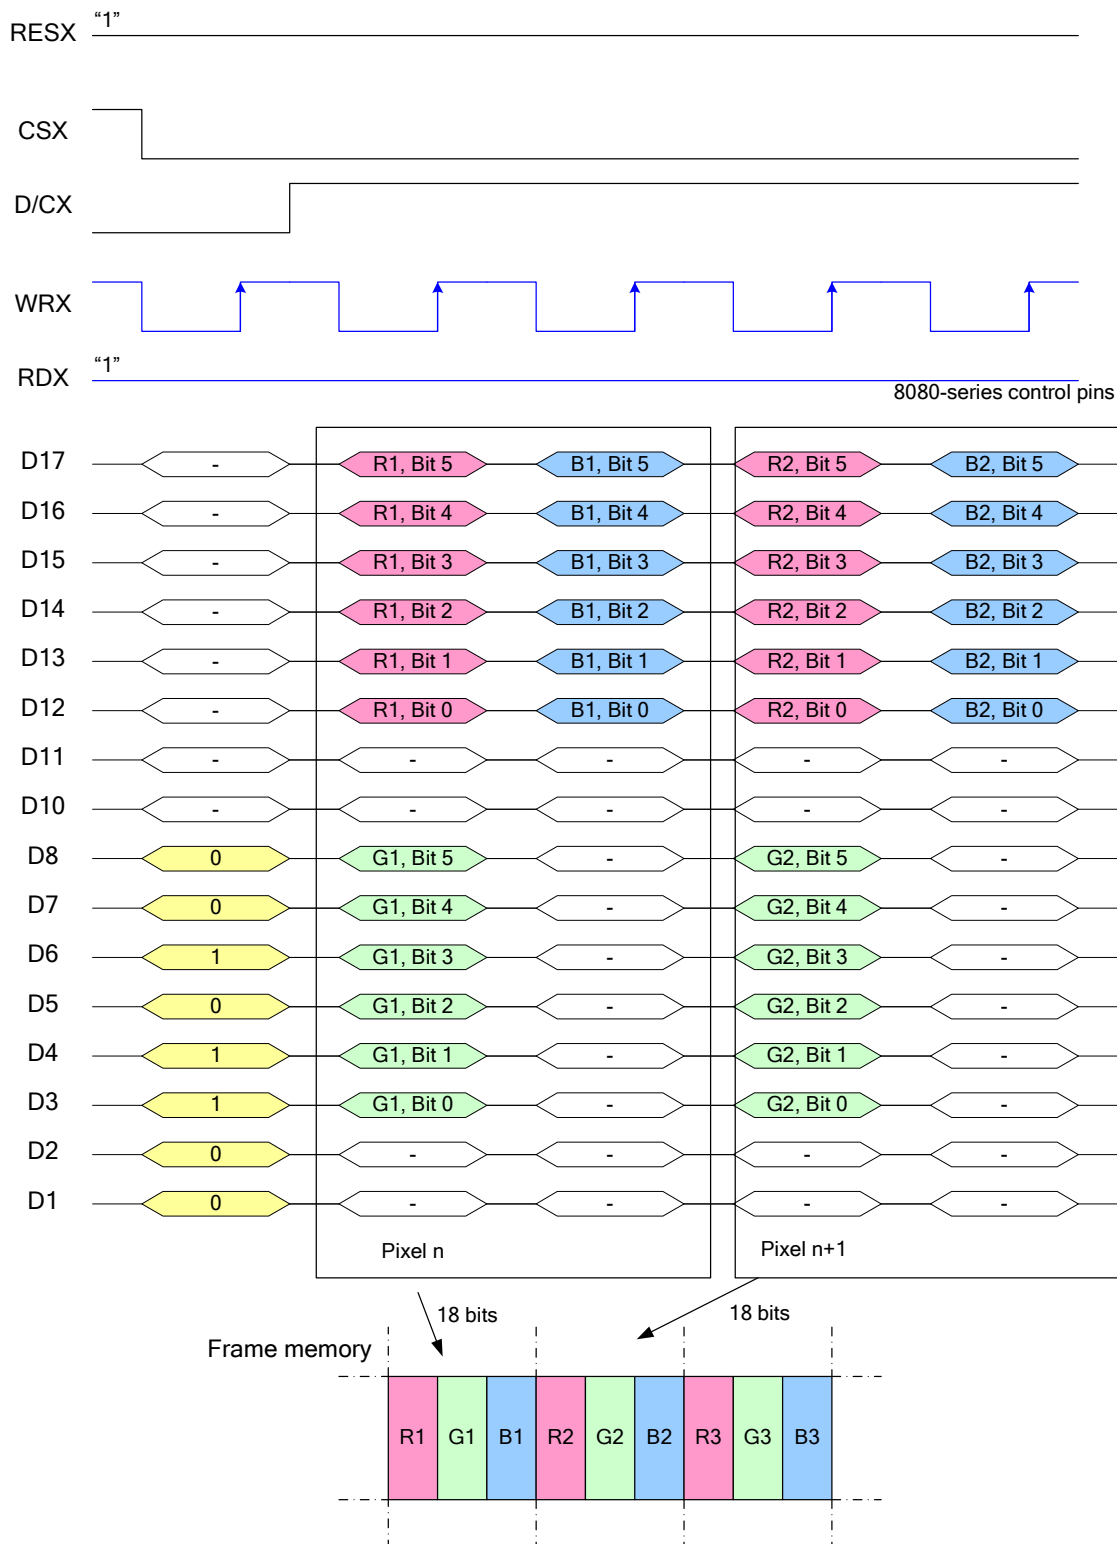 RESX “1”
CSX
D/CX
WRX
RDX “1”
8080-series control pins
D17 - R1, Bit 5 B1, Bit 5 R2, Bit 5 B2, Bit 5
D16 - R1, Bit 4 B1, Bit 4 R2, Bit 4 B2, Bit 4
D15 - R1, Bit 3 B1, Bit 3 R2, Bit 3 B2, Bit 3
D14 - R1, Bit 2 B1, Bit 2 R2, Bit 2 B2, Bit 2
D13 - R1, Bit 1 B1, Bit 1 R2, Bit 1 B2, Bit 1
D12 - R1, Bit 0 B1, Bit 0 R2, Bit 0 B2, Bit 0
D11 - - - - -
D10 - - - - -
D8 0 G1, Bit 5 - G2, Bit 5 -
D7 0 G1, Bit 4 - G2, Bit 4 -
D6 1 G1, Bit 3 - G2, Bit 3 -
D5 0 G1, Bit 2 - G2, Bit 2 -
D4 1 G1, Bit 1 - G2, Bit 1 -
D3 1 G1, Bit 0 - G2, Bit 0 -
D2 0 - - - -
D1 0 - - - -
Pixel n Pixel n+1
18 bits 18 bits
Frame memory
R1 G1 B1 R2 G2 B2 R3 G3 B3